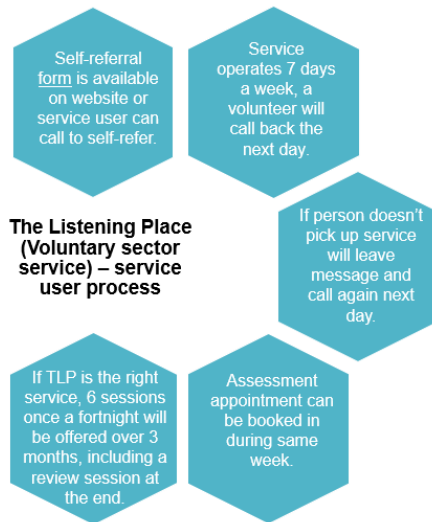 Self-referral
form is available
on website or
service user can
call to self-refer.
Service
operates 7 days
a week, a
volunteer will
call back the
next day.
The Listening Place
(Voluntary sector
service) – service
user process
If person doesn't
pick up service
will leave
message and
call again next
day.
Assessment
appointment can
be booked in
during same
week.
If TLP is the right
service, 6 sessions
once a fortnight will
be offered over 3
months, including a
review session at
the end.